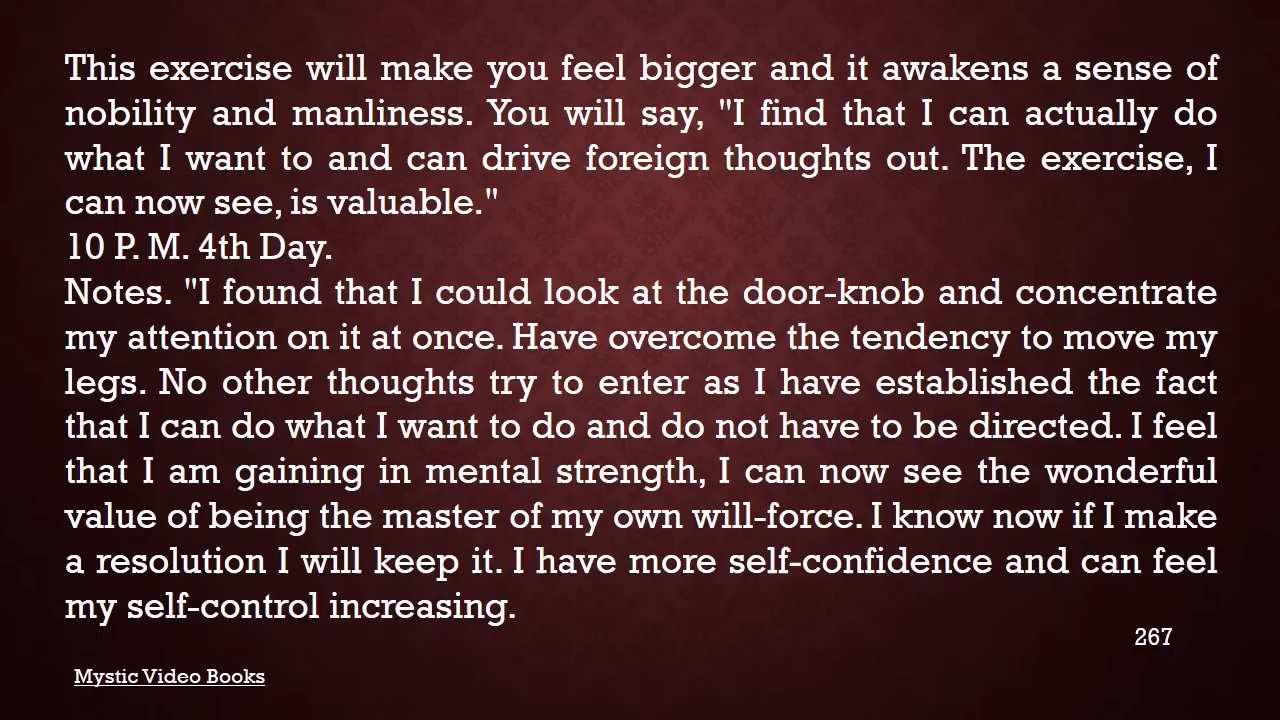 This exercise will make you feel bigger and it awakens a sense of
nobility and manliness. You will say, "I find that I can actually do
what I want to and can drive foreign thoughts out. The exercise, I
can now see, is valuable."
10 P. M. 4th Day.
Notes. "I found that I could look at the door-knob and concentrate
my attention on it at once. Have overcome the tendency to move my
legs. No other thoughts try to enter as I have established the fact
that I can do what I want to do and do not have to be directed. I feel
that I am gaining in mental strength, I can now see the wonderful
value of being the master of my own will-force. I know now if I make
a resolution I will keep it. I have more self-confidence and can feel
my self-control increasing.
267
Mystic Video Books